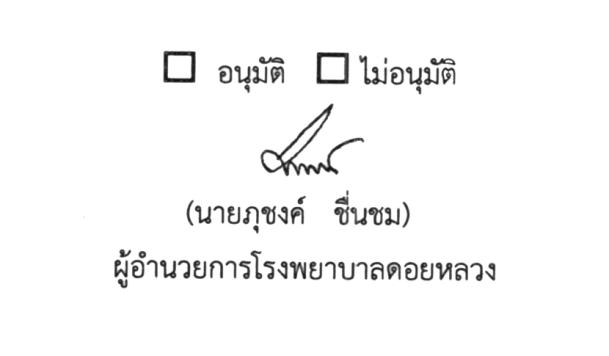 ☐ อนุมัติ ☐ ไม่อนุมัติ
(นายภุชงค์ ชื่นชม)
ผู้อำนวยการโรงพยาบาลดอยหลวง